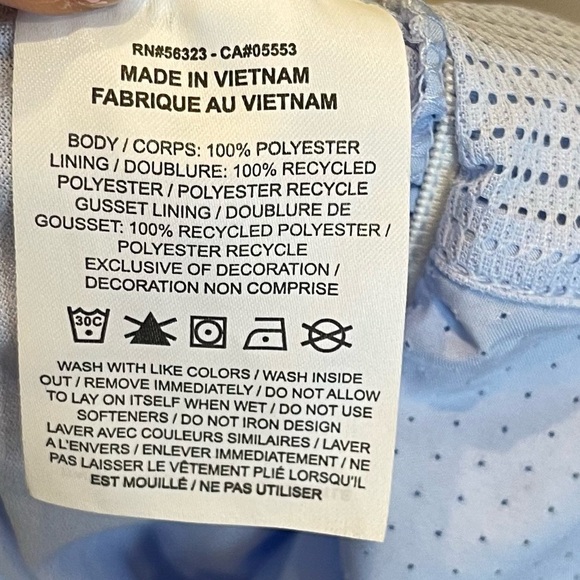 RN#56323 - CA#05553
MADE IN VIETNAM
FABRIQUE AU VIETNAM
BODY / CORPS: 100% POLYESTER
LINING / DOUBLURE: 100% RECYCLED
POLYESTER / POLYESTER RECYCLE
GUSSET LINING / DOUBLURE DE
GOUSSET: 100% RECYCLED POLYESTER /
POLYESTER RECYCLE
EXCLUSIVE OF DECORATION /
DECORATION NON COMPRISE
30C
WASH WITH LIKE COLORS / WASH INSIDE
OUT / REMOVE IMMEDIATELY / DO NOT ALLOW
TO LAY ON ITSELF WHEN WET / DO NOT USE
SOFTENERS / DO NOT IRON DESIGN
LAVER AVEC COULEURS SIMILAIRES / LAVER
A L'ENVERS / ENLEVER IMMEDIATEMENT / NE
PAS LAISSER LE VÊTEMENT PLIÉ LORSQU'IL
EST MOUILLÉ / NE PAS UTILISER